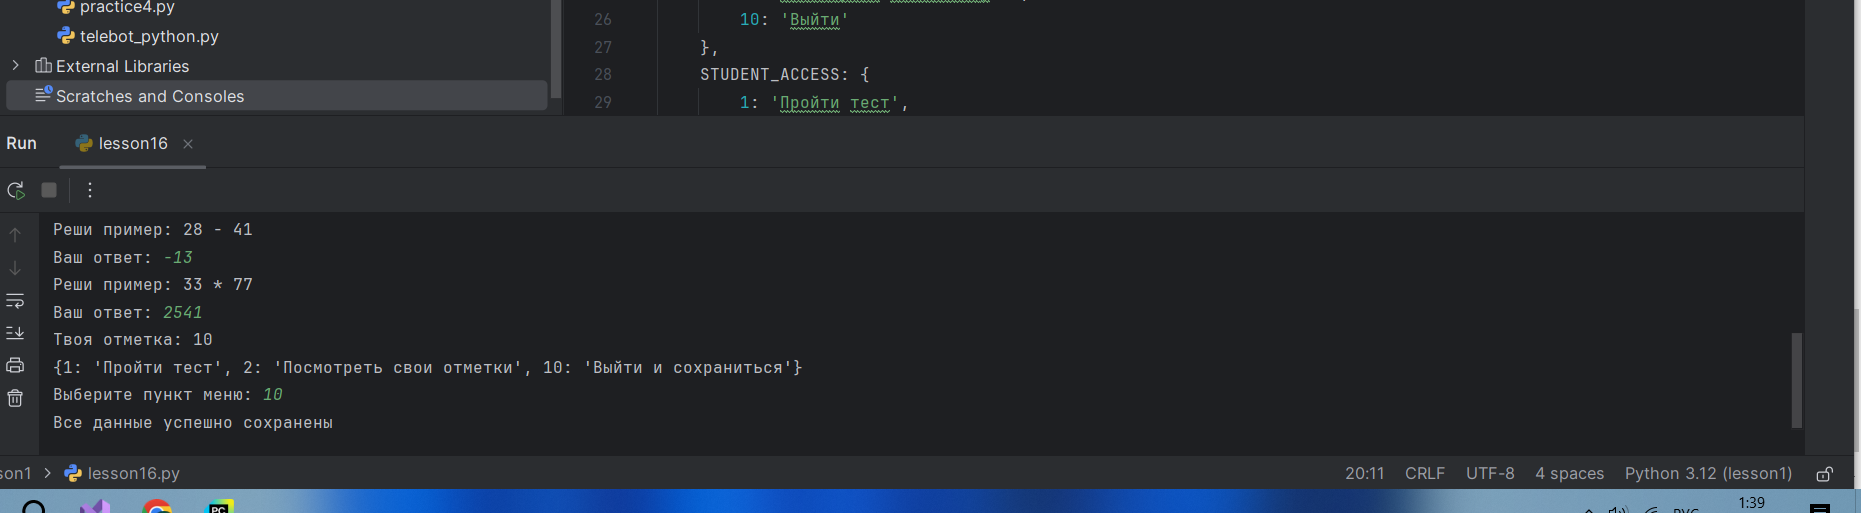 practice4.py
telebot_python.py
External Libraries
Scratches and Consoles
26 10: 'Выйти'
27 },
28 STUDENT_ACCESS: {
29 1: 'Пройти тест',
Run lesson16
Реши пример: 28 - 41
Ваш ответ: -13
Реши пример: 33 * 77
Ваш ответ: 2541
Твоя отметка: 10
{1: 'Пройти тест', 2: 'Посмотреть свои отметки', 10: 'Выйти и сохраниться'}
Выберите пункт меню: 10
Все данные успешно сохранены
son1 > lesson16.py 20:11 CRLF UTF-8 4 spaces Python 3.12 (lesson1)
PC РУС 1:39